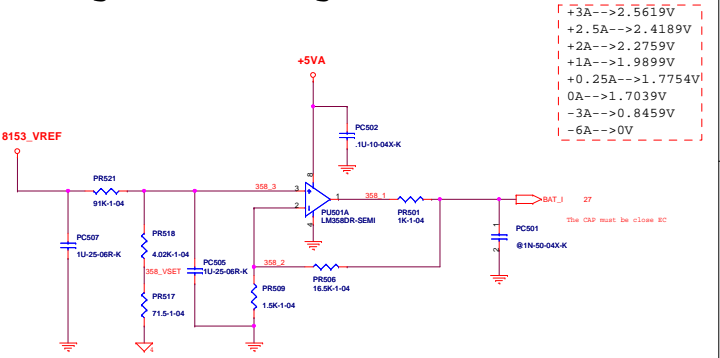 +3A-->2.5619V
+2.5A-->2.4189V
+2A-->2.2759V
+1A-->1.9899V
+0.25A-->1.7754V
0A-->1.7039V
-3A-->0.8459V
-6A-->0V
+5VA
8153_VREF
PC502
.1U-10-04X-K
PR521
91K-1-04
358_3
3
8
1
2
4
PU501A
LM358DR-SEMI
358_1
PR501
1K-1-04
BAT_I
27
The CAP must be close EC
PC507
1U-25-06R-K
PR518
4.02K-1-04
358_VSET
PC505
1U-25-06R-K
358_2
PR506
16.5K-1-04
PC501
@1N-50-04X-K
1
2
PR517
71.5-1-04
PR509
1.5K-1-04
4